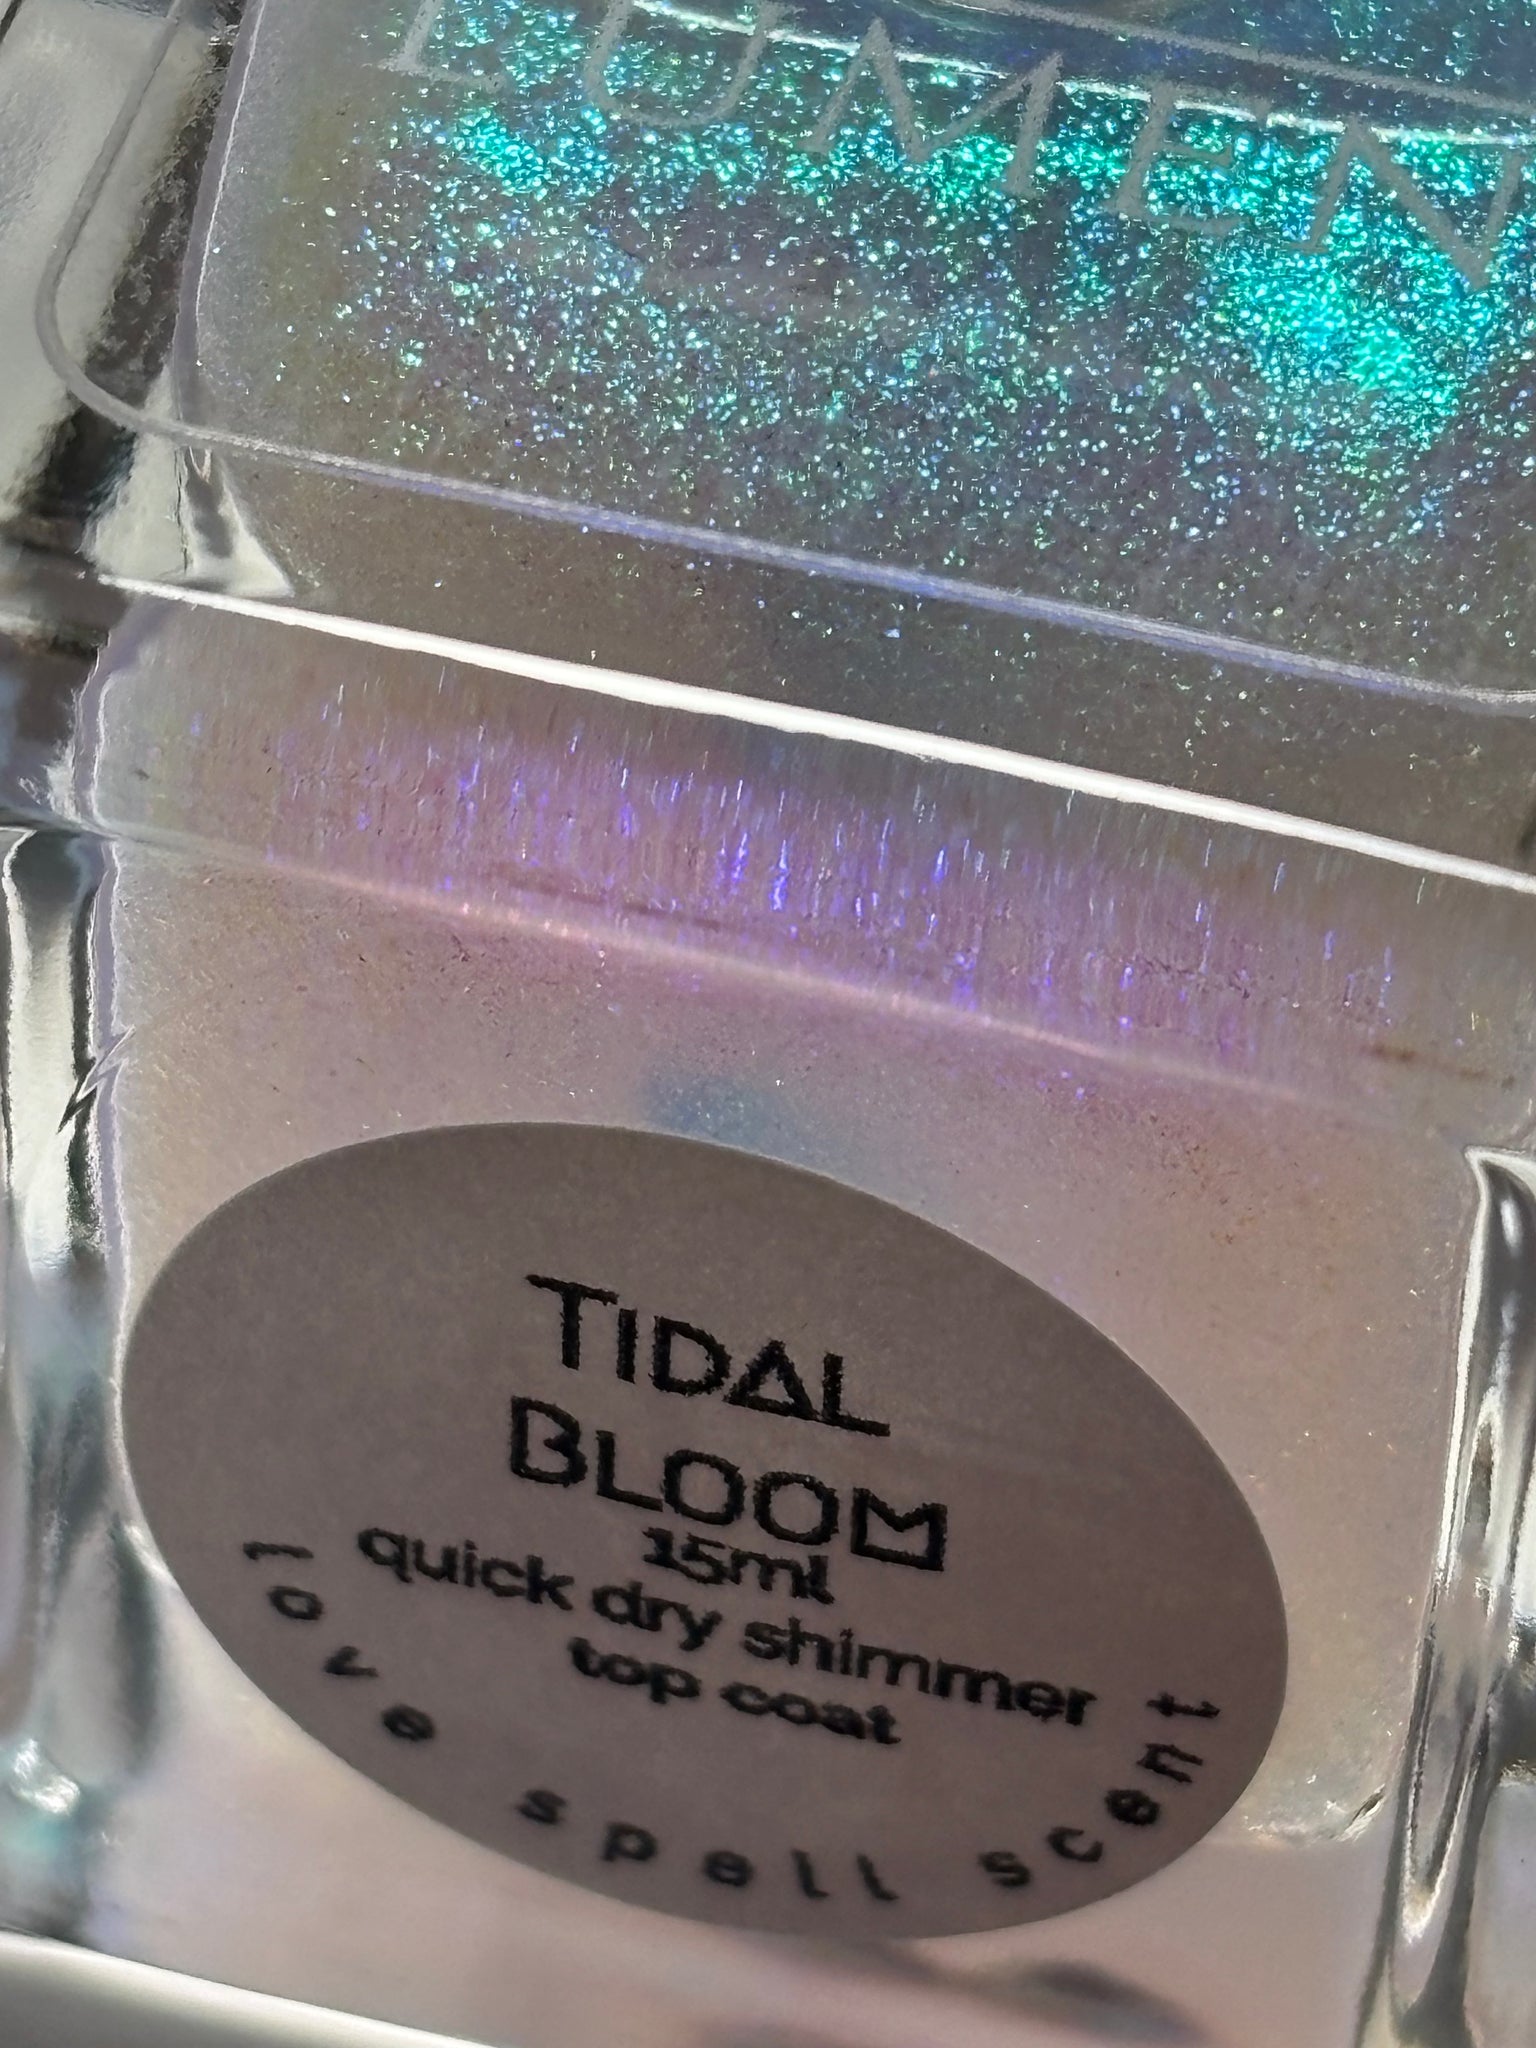 LUMEN
TIDAL
BLOOM
15ml
quick dry shimmer
top coat
love spell scent